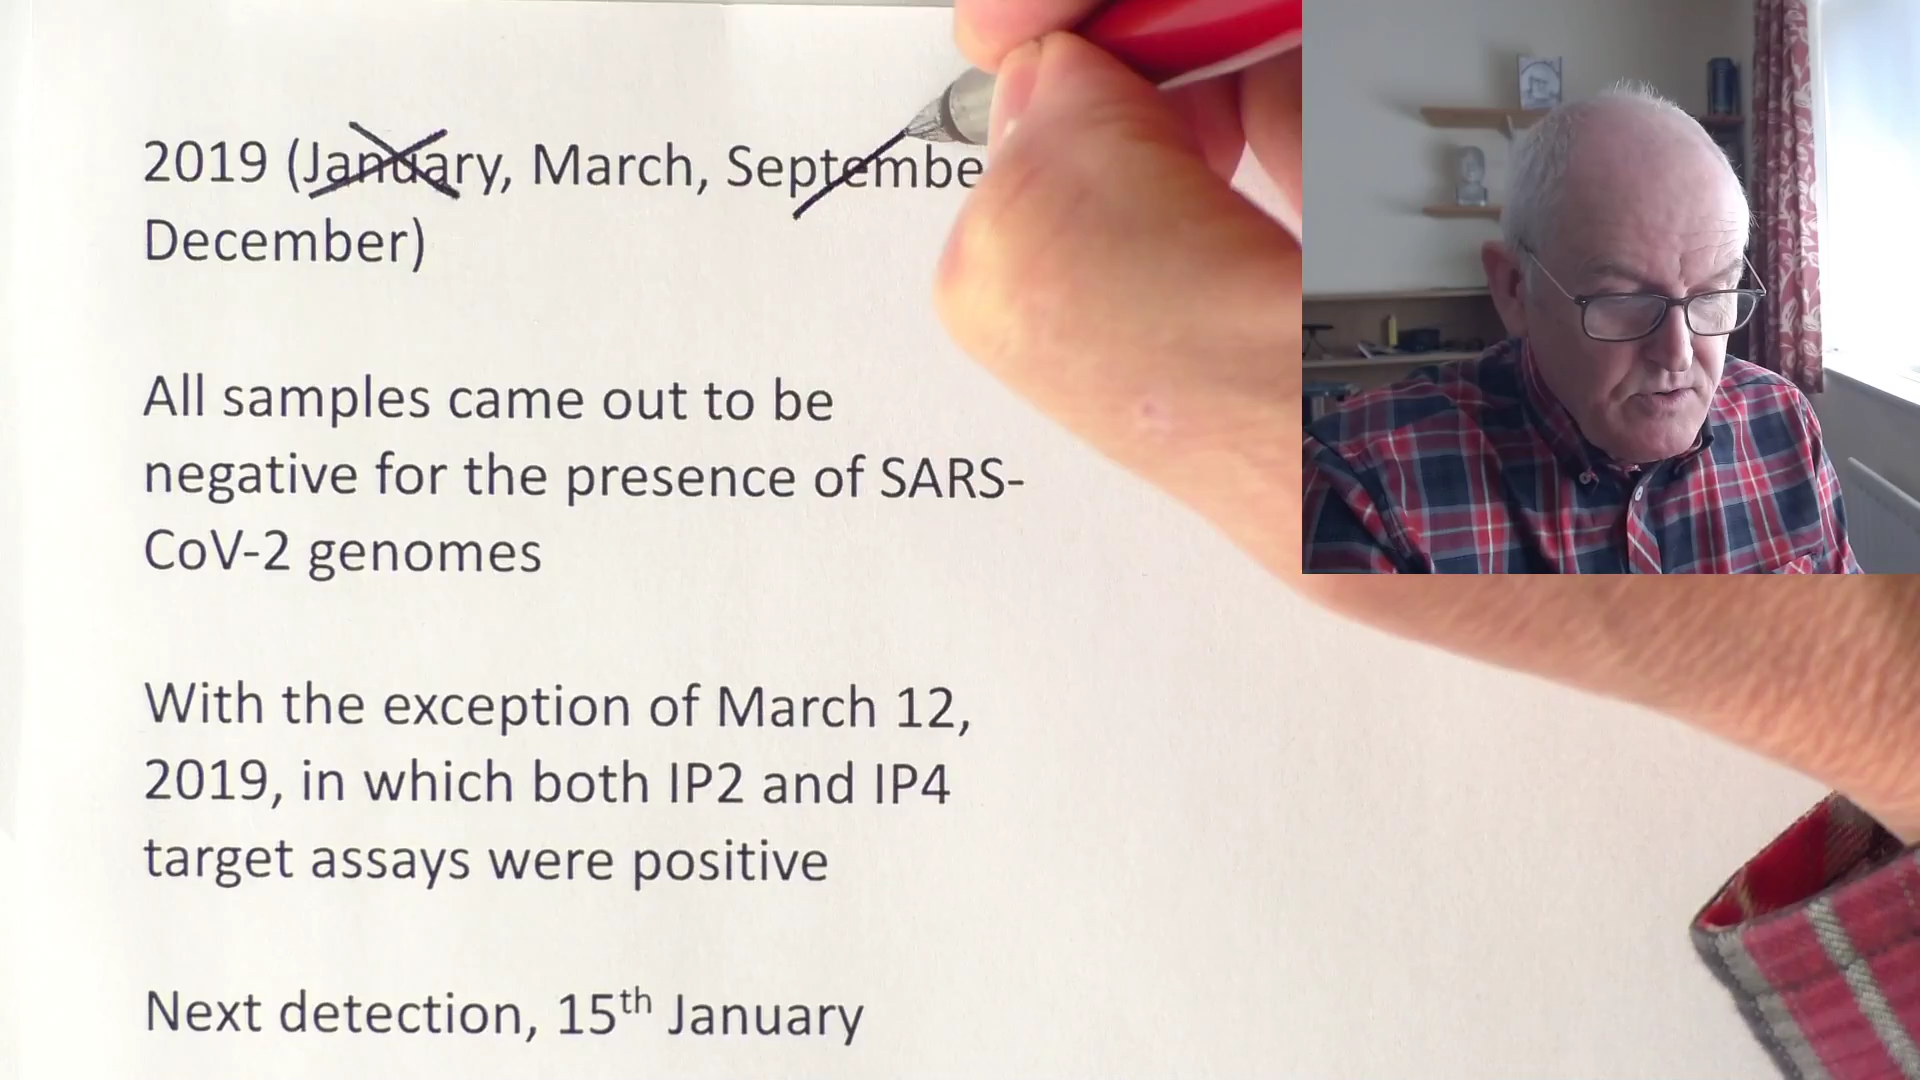 2019 (January, March, Septembe
December)
All samples came out to be
negative for the presence of SARS-
CoV-2 genomes
With the exception of March 12,
2019, in which both IP2 and IP4
target assays were positive
Next detection, 15th January